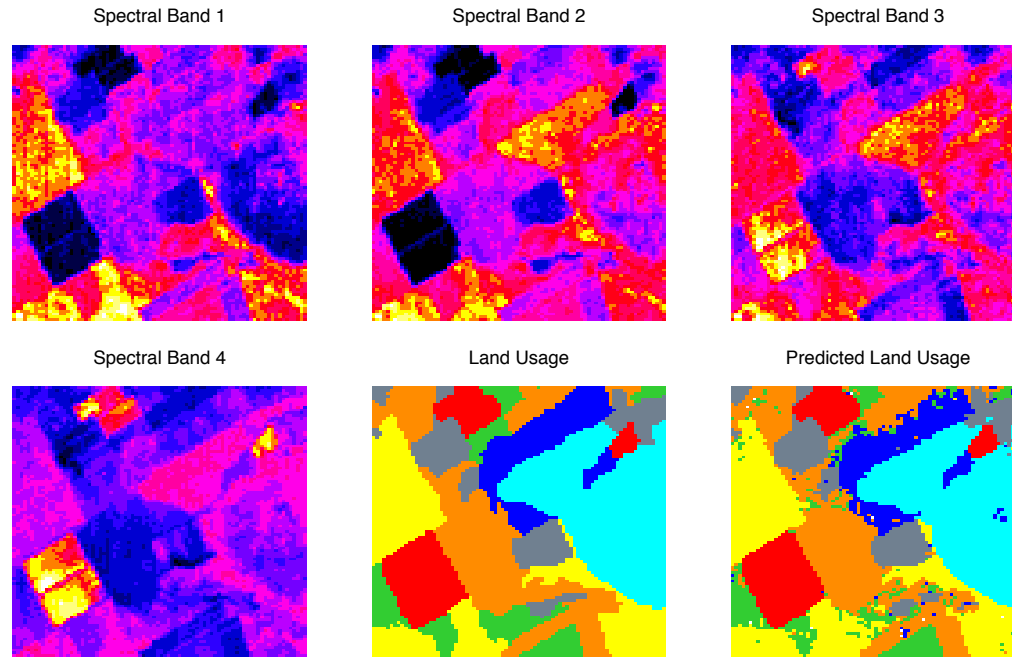 Spectral Band 1
Spectral Band 2
Spectral Band 3
Spectral Band 4
Land Usage
Predicted Land Usage